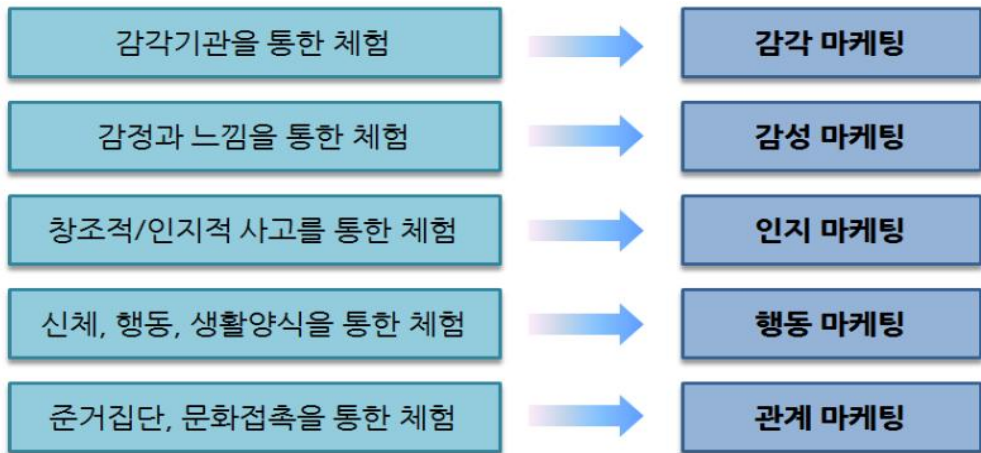 감각기관을 통한 체험 감각 마케팅
감정과 느낌을 통한 체험 감성 마케팅
창조적/인지적 사고를 통한 체험 인지 마케팅
신체, 행동, 생활양식을 통한 체험 행동 마케팅
준거집단, 문화접촉을 통한 체험 관계 마케팅